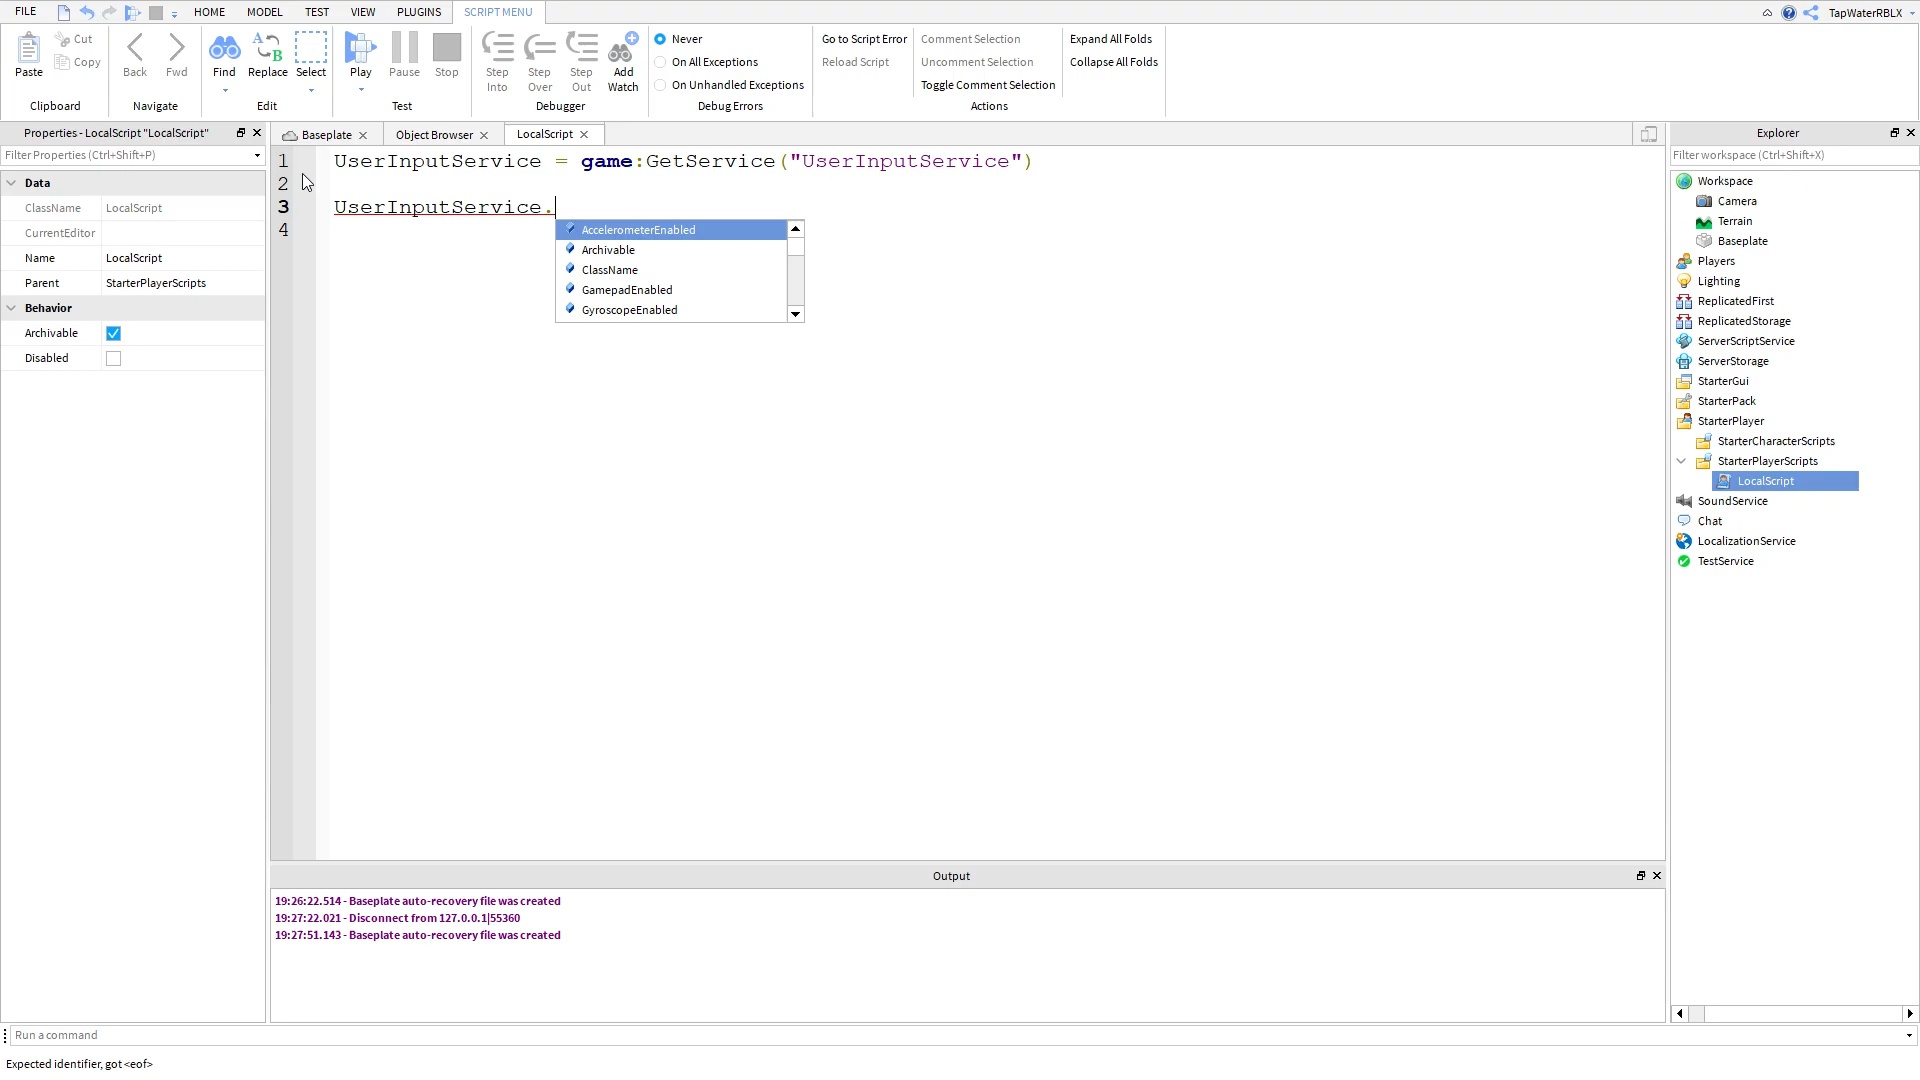 FILE HOME MODEL TEST VIEW PLUGINS SCRIPT MENU TapWaterRBLX
Paste Cut Copy Clipboard
Back Fwd Navigate
Find Replace Select Edit
Play Pause Stop Test
Step Into Step Over Step Out Add Watch Debugger
Never
On All Exceptions
On Unhandled Exceptions
Debug Errors
Go to Script Error
Reload Script
Comment Selection
Uncomment Selection
Toggle Comment Selection
Expand All Folds
Collapse All Folds
Actions
Properties - LocalScript "LocalScript"
Filter Properties (Ctrl+Shift+P)
Data
ClassName LocalScript
CurrentEditor
Name LocalScript
Parent StarterPlayerScripts
Behavior
Archivable
Disabled
Baseplate Object Browser LocalScript
1 UserInputService = game:GetService("UserInputService")
2
3 UserInputService.
4
AccelerometerEnabled
Archivable
ClassName
GamepadEnabled
GyroscopeEnabled
Output
19:26:22.514 - Baseplate auto-recovery file was created
19:27:22.021 - Disconnect from 127.0.0.1|55360
19:27:51.143 - Baseplate auto-recovery file was created
Explorer
Filter workspace (Ctrl+Shift+X)
Workspace
Camera
Terrain
Baseplate
Players
Lighting
ReplicatedFirst
ReplicatedStorage
ServerScriptService
ServerStorage
StarterGui
StarterPack
StarterPlayer
StarterCharacterScripts
StarterPlayerScripts
LocalScript
SoundService
Chat
LocalizationService
TestService
Run a command
Expected identifier, got <eof>